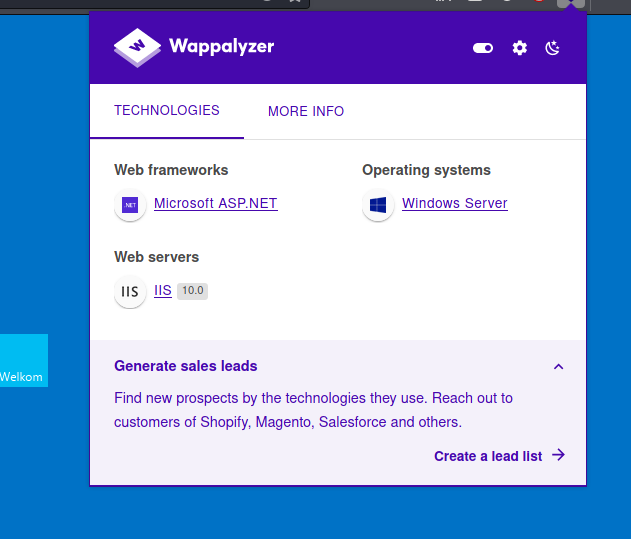 Wappalyzer
TECHNOLOGIES
MORE INFO
Web frameworks
.NET
Microsoft ASP.NET
Operating systems
Windows Server
Web servers
IIS
IIS 10.0
Welkom
Generate sales leads
Find new prospects by the technologies they use. Reach out to
customers of Shopify, Magento, Salesforce and others.
Create a lead list